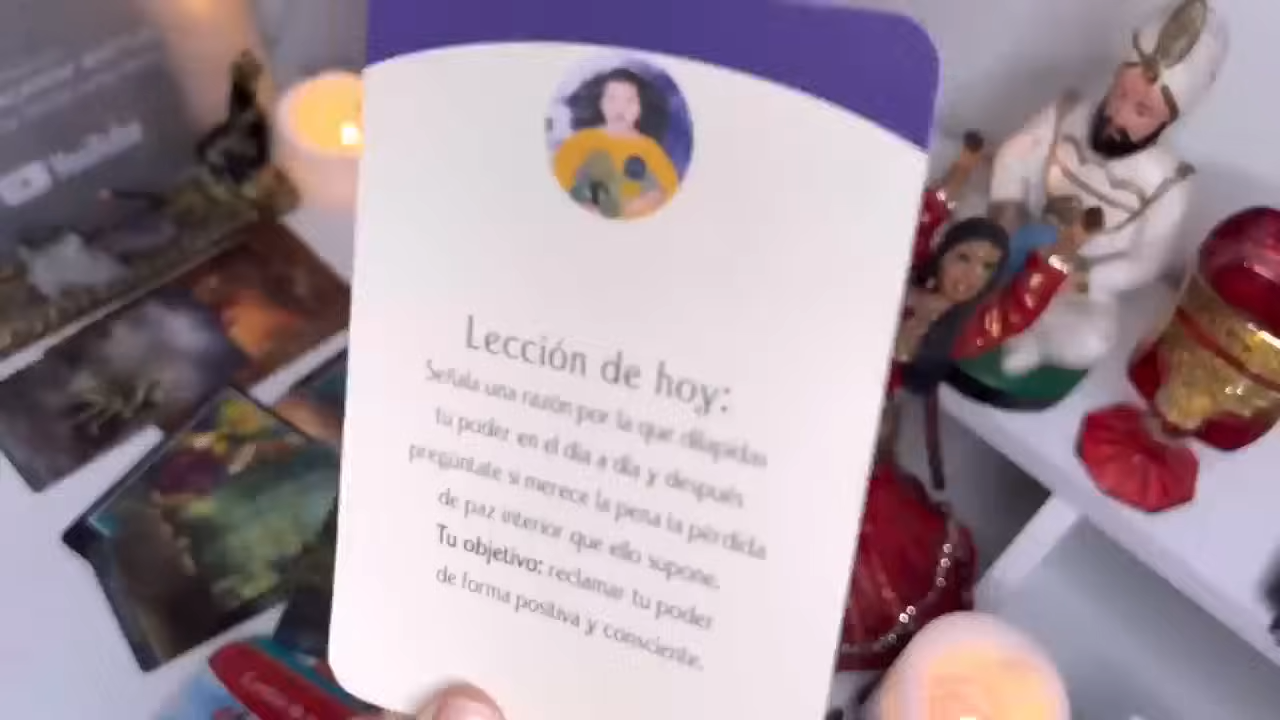 YouTube
Lección de hoy:
Señala una razón por la que dilapidas
tu poder en el día a día y después
pregúntate si merece la pena la pérdida
de paz interior que ello supone.
Tu objetivo: reclamar tu poder
de forma positiva y consciente.